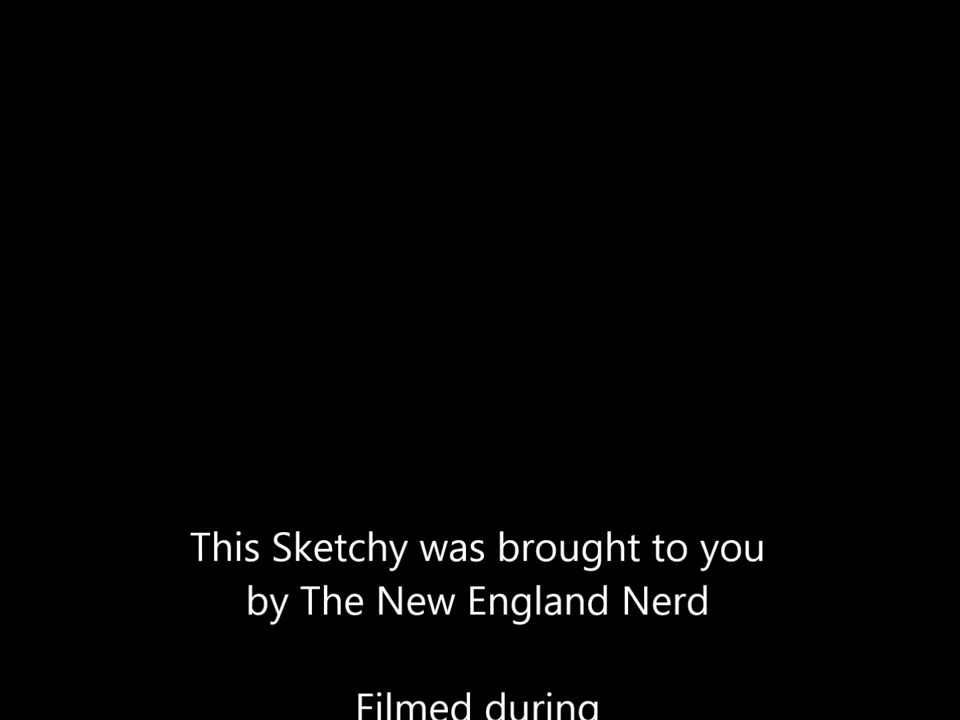 This Sketchy was brought to you
by The New England Nerd
Filmed during